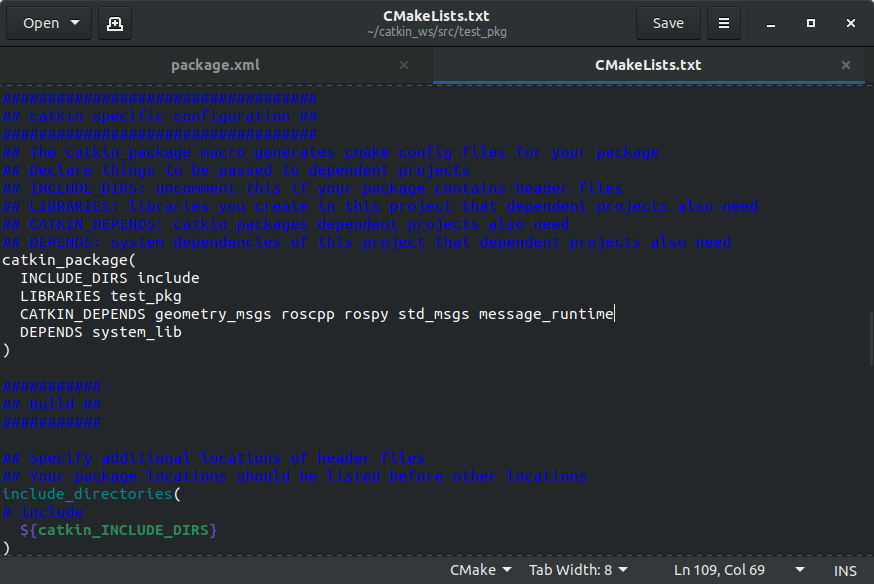 Open
CMakeLists.txt
~/catkin_ws/src/test_pkg
Save
package.xml
CMakeLists.txt
###################################
## catkin specific configuration ##
###################################
## The catkin_package macro generates cmake config files for your package
## Declare things to be passed to dependent projects
## INCLUDE_DIRS: uncomment this if your package contains header files
## LIBRARIES: libraries you create in this project that dependent projects also need
## CATKIN_DEPENDS: catkin_packages dependent projects also need
## DEPENDS: system dependencies of this project that dependent projects also need
catkin_package(
  INCLUDE_DIRS include
  LIBRARIES test_pkg
  CATKIN_DEPENDS geometry_msgs roscpp rospy std_msgs message_runtime
  DEPENDS system_lib
)
###########
## Build ##
###########
## Specify additional locations of header files
## Your package locations should be listed before other locations
include_directories(
# include
  ${catkin_INCLUDE_DIRS}
)
CMake Tab Width: 8 Ln 109, Col 69 INS